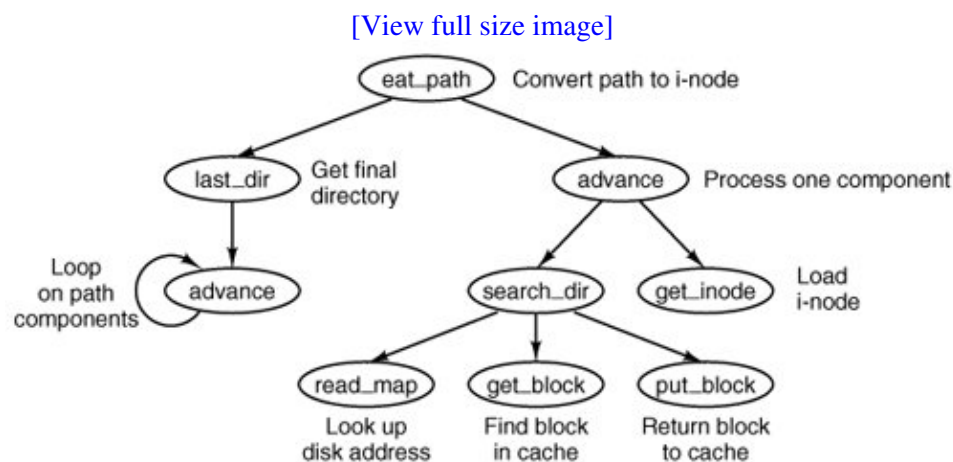 [View full size image]
eat_path
Convert path to i-node
last_dir
Get final
directory
advance
Process one component
Loop
on path
components
advance
search_dir
get_inode
Load
i-node
read_map
get_block
put_block
Look up
disk address
Find block
in cache
Return block
to cache